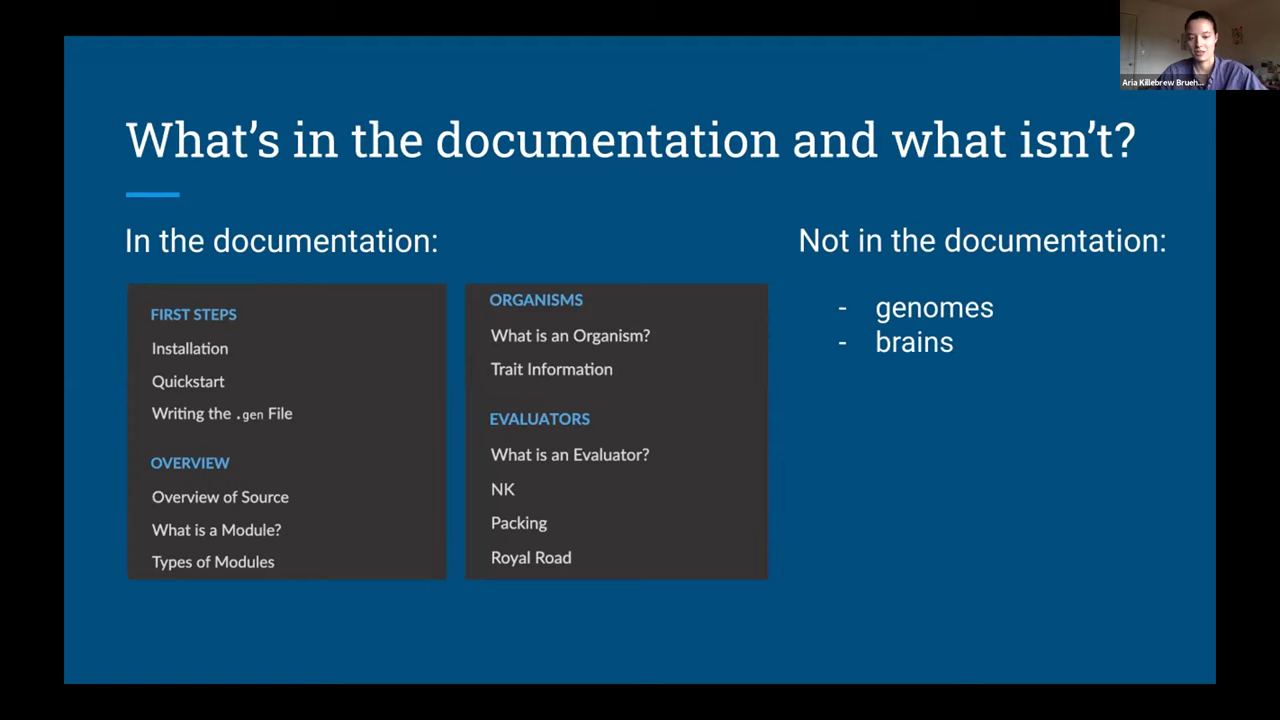 What's in the documentation and what isn't?
In the documentation:
FIRST STEPS
Installation
Quickstart
Writing the .gen File
OVERVIEW
Overview of Source
What is a Module?
Types of Modules
ORGANISMS
What is an Organism?
Trait Information
EVALUATORS
What is an Evaluator?
NK
Packing
Royal Road
Not in the documentation:
- genomes
- brains
Aria Killebrew Brueh...